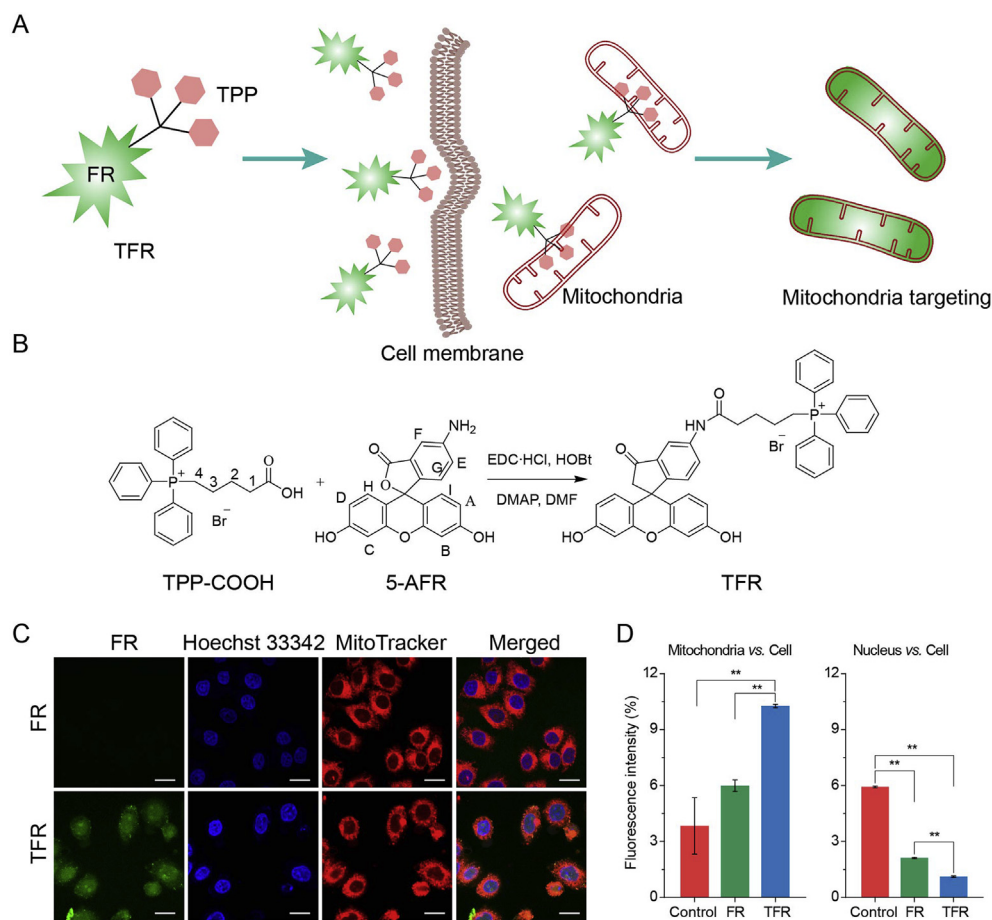 A
TPP
FR
TFR
Cell membrane
Mitochondria
Mitochondria targeting
B
P+
Br−
4
3
2
1
O
OH
+
NH2
F
O
O
G
E
H
I
D
A
HO
O
OH
C
B
EDC·HCl, HOBt
DMAP, DMF
O
NH
P+
Br−
O
HO
O
OH
TPP-COOH
5-AFR
TFR
C
FR
Hoechst 33342
MitoTracker
Merged
FR
TFR
D
Mitochondria vs. Cell
Fluorescence intensity (%)
12
9
6
3
0
**
**
Control
FR
TFR
Nucleus vs. Cell
12
9
6
3
0
**
**
**
Control
FR
TFR